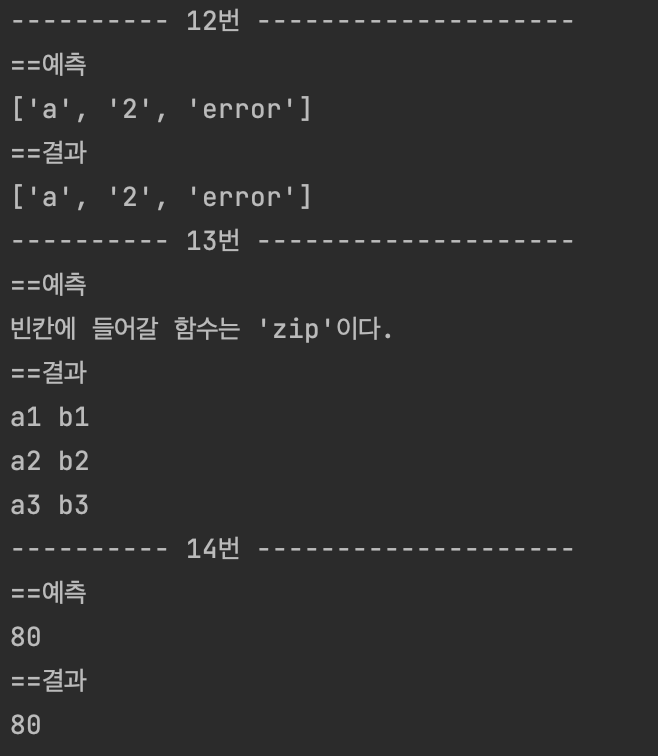 ---------- 12번 --------------------
==예측
['a', '2', 'error']
==결과
['a', '2', 'error']
---------- 13번 --------------------
==예측
빈칸에 들어갈 함수는 'zip'이다.
==결과
a1 b1
a2 b2
a3 b3
---------- 14번 --------------------
==예측
80
==결과
80